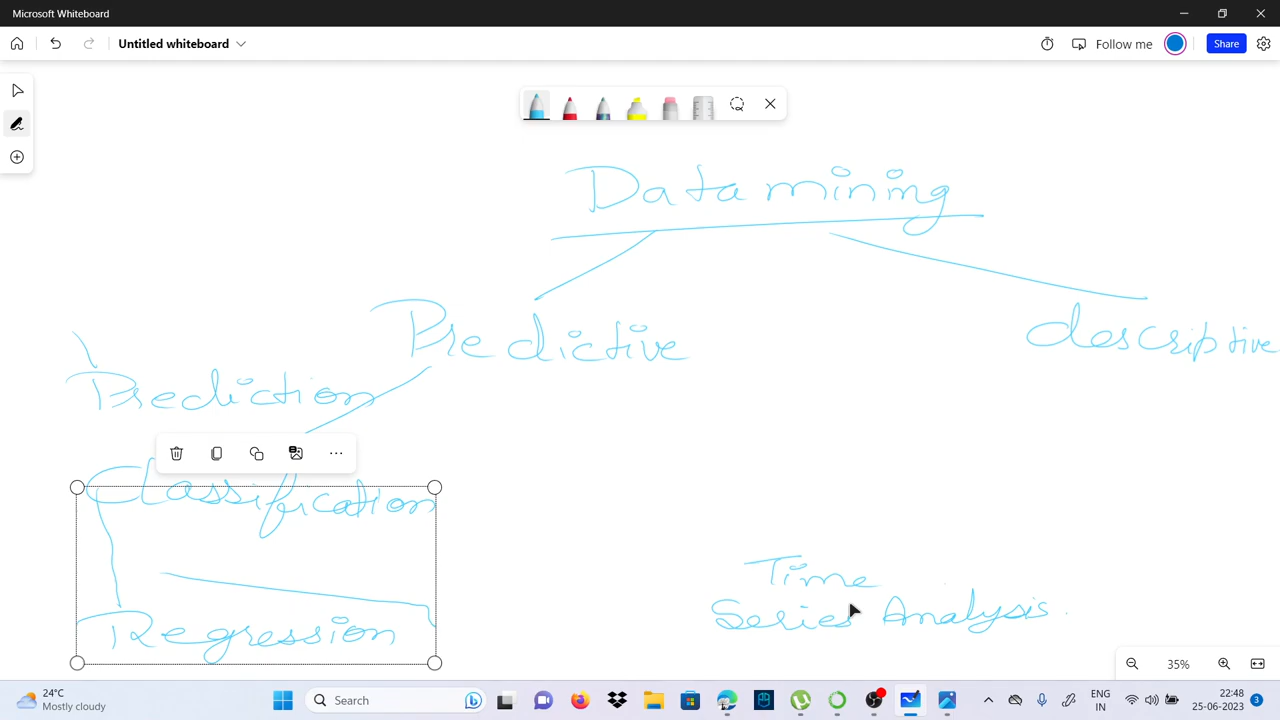 Microsoft Whiteboard
Untitled whiteboard
Follow me
Share
Data mining
Predictive
descriptive
Prediction
Classification
Time
Series Analysis
Regression
35%
24°C
Mostly cloudy
Search
ENG
IN
22:48
25-06-2023
3